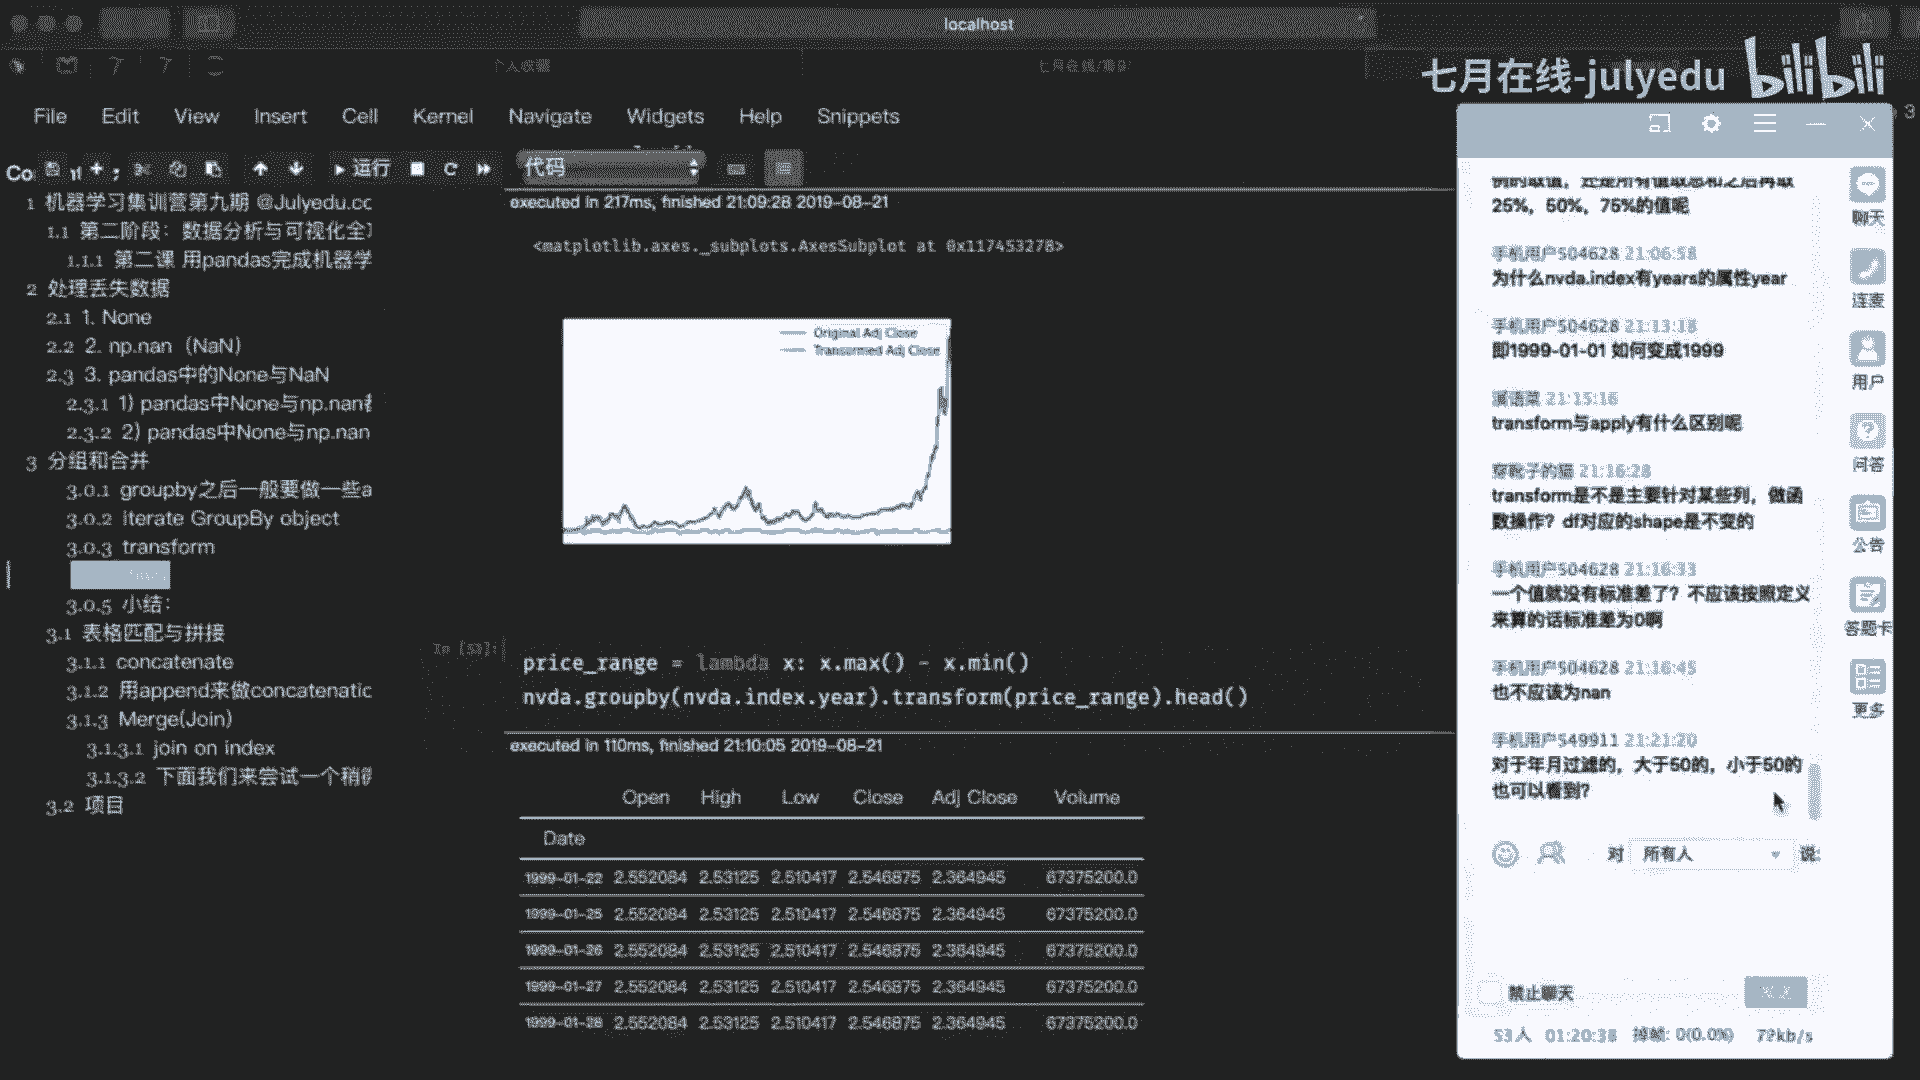 localhost
个人收藏
七月在线-julyedu bilibili
File Edit View Insert Cell Kernel Navigate Widgets Help Snippets
运行
代码
1 机器学习集训营第九期 @Julyedu.cc
1.1 第二阶段：数据分析与可视化全
1.1.1 第二课 用pandas完成机器学
2 处理丢失数据
2.1 1. None
2.2 2. np.nan（NaN）
2.3 3. pandas中的None与NaN
2.3.1 1) pandas中None与np.nan
2.3.2 2) pandas中None与np.nan
3 分组和合并
3.0.1 groupby之后一般要做一些a
3.0.2 iterate GroupBy object
3.0.3 transform
3.0.5 小结：
3.1 表格匹配与拼接
3.1.1 concatenate
3.1.2 用append来做concatenatic
3.1.3 Merge(Join)
3.1.3.1 join on index
3.1.3.2 下面我们来尝试一个稍
3.2 项目
executed in 217ms, finished 21:09:28 2019-08-21
<matplotlib.axes._subplots.AxesSubplot at 0x117453278>
Original Adj Close
Transormed Adj Close
In [53]:
price_range = lambda x: x.max() - x.min()
nvda.groupby(nvda.index.year).transform(price_range).head()
executed in 110ms, finished 21:10:05 2019-08-21
Open High Low Close Adj Close Volume
Date
1999-01-22 2.552084 2.53125 2.510417 2.546875 2.364945 67375200.0
1999-01-25 2.552084 2.53125 2.510417 2.546875 2.364945 67375200.0
1999-01-26 2.552084 2.53125 2.510417 2.546875 2.364945 67375200.0
1999-01-27 2.552084 2.53125 2.510417 2.546875 2.364945 67375200.0
1999-01-28 2.552084 2.53125 2.510417 2.546875 2.364945 67375200.0
25%，50%，75%的值呢
手机用户504628 21:06:58
为什么nvda.index有years的属性year
手机用户504628 21:13:18
即1999-01-01 如何变成1999
21:15:16
transform与apply有什么区别呢
穿靴子的猫 21:16:28
transform是不是主要针对某些列，做函
数操作？df对应的shape是不变的
手机用户504628 21:16:33
一个值就没有标准差了？不应该按照定义
来算的话标准差为0啊
手机用户504628 21:16:45
也不应该为nan
手机用户549911 21:21:20
对于年月过滤的，大于50的，小于50的
也可以看到？
对 所有人 说:
禁止聊天
53人 01:20:38 掉帧: 0(0.0%) 79kb/s
聊天
连麦
用户
问答
公告
答题卡
更多